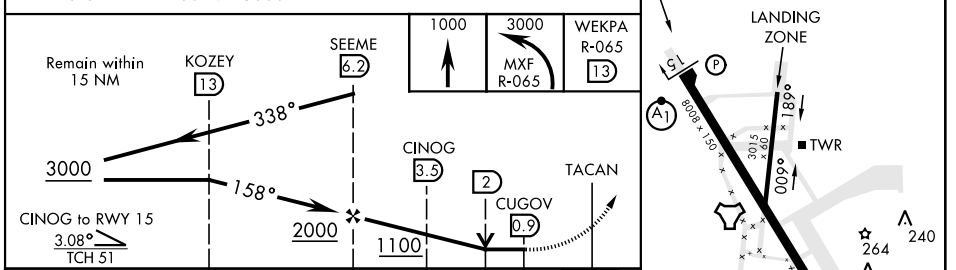 Remain within
15 NM
KOZEY
13
SEEME
6.2
1000
3000
MXF
R-065
WEKPA
R-065
13
338°
3000
158°
2000
CINOG
3.5
1100
2
CUGOV
0.9
TACAN
CINOG to RWY 15
3.08°
TCH 51
LANDING
ZONE
15
P
A1
8008 x 150
189°
3015
x 60
009°
TWR
264
240